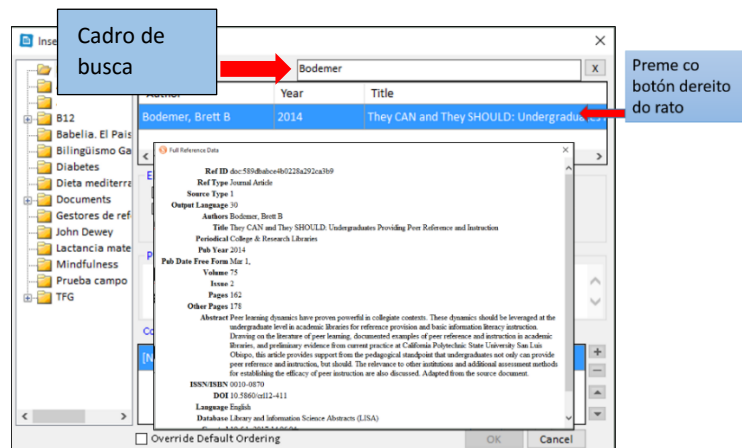 Inse
Cadro de
busca
Bodemer
X
Preme co
botón dereito
do rato
Year
Title
Bodemer, Brett B
2014
They CAN and They SHOULD: Undergraduates
B12
Babelia. El País
Bilingüismo Ga
Diabetes
Dieta mediterra
Documents
Gestores de ref
John Dewey
Lactancia mate
Mindfulness
Prueba campo
TFG
Full Reference Data
Ref ID doc:589dbabce4b0228a292ca3b9
Ref Type Journal Article
Source Type 1
Output Language 30
Authors Bodemer, Brett B
Title They CAN and They SHOULD: Undergraduates Providing Peer Reference and Instruction
Periodical College & Research Libraries
Pub Year 2014
Pub Date Free Form Mar 1,
Volume 75
Issue 2
Pages 162
Other Pages 178
Abstract Peer learning dynamics have proven powerful in collegiate contexts. These dynamics should be leveraged at the
undergraduate level in academic libraries for reference provision and basic information literacy instruction.
Drawing on the literature of peer learning, documented examples of peer reference and instruction in academic
libraries, and preliminary evidence from current practice at California Polytechnic State University San Luis
Obispo, this article provides support from the pedagogical standpoint that undergraduates not only can provide
peer reference and instruction, but should. The relevance to other institutions and additional assessment methods
for establishing the efficacy of peer instruction are also discussed. Adapted from the source document.
ISSN/ISBN 0010-0870
DOI 10.5860/crl12-411
Language English
Database Library and Information Science Abstracts (LISA)
Override Default Ordering
OK
Cancel